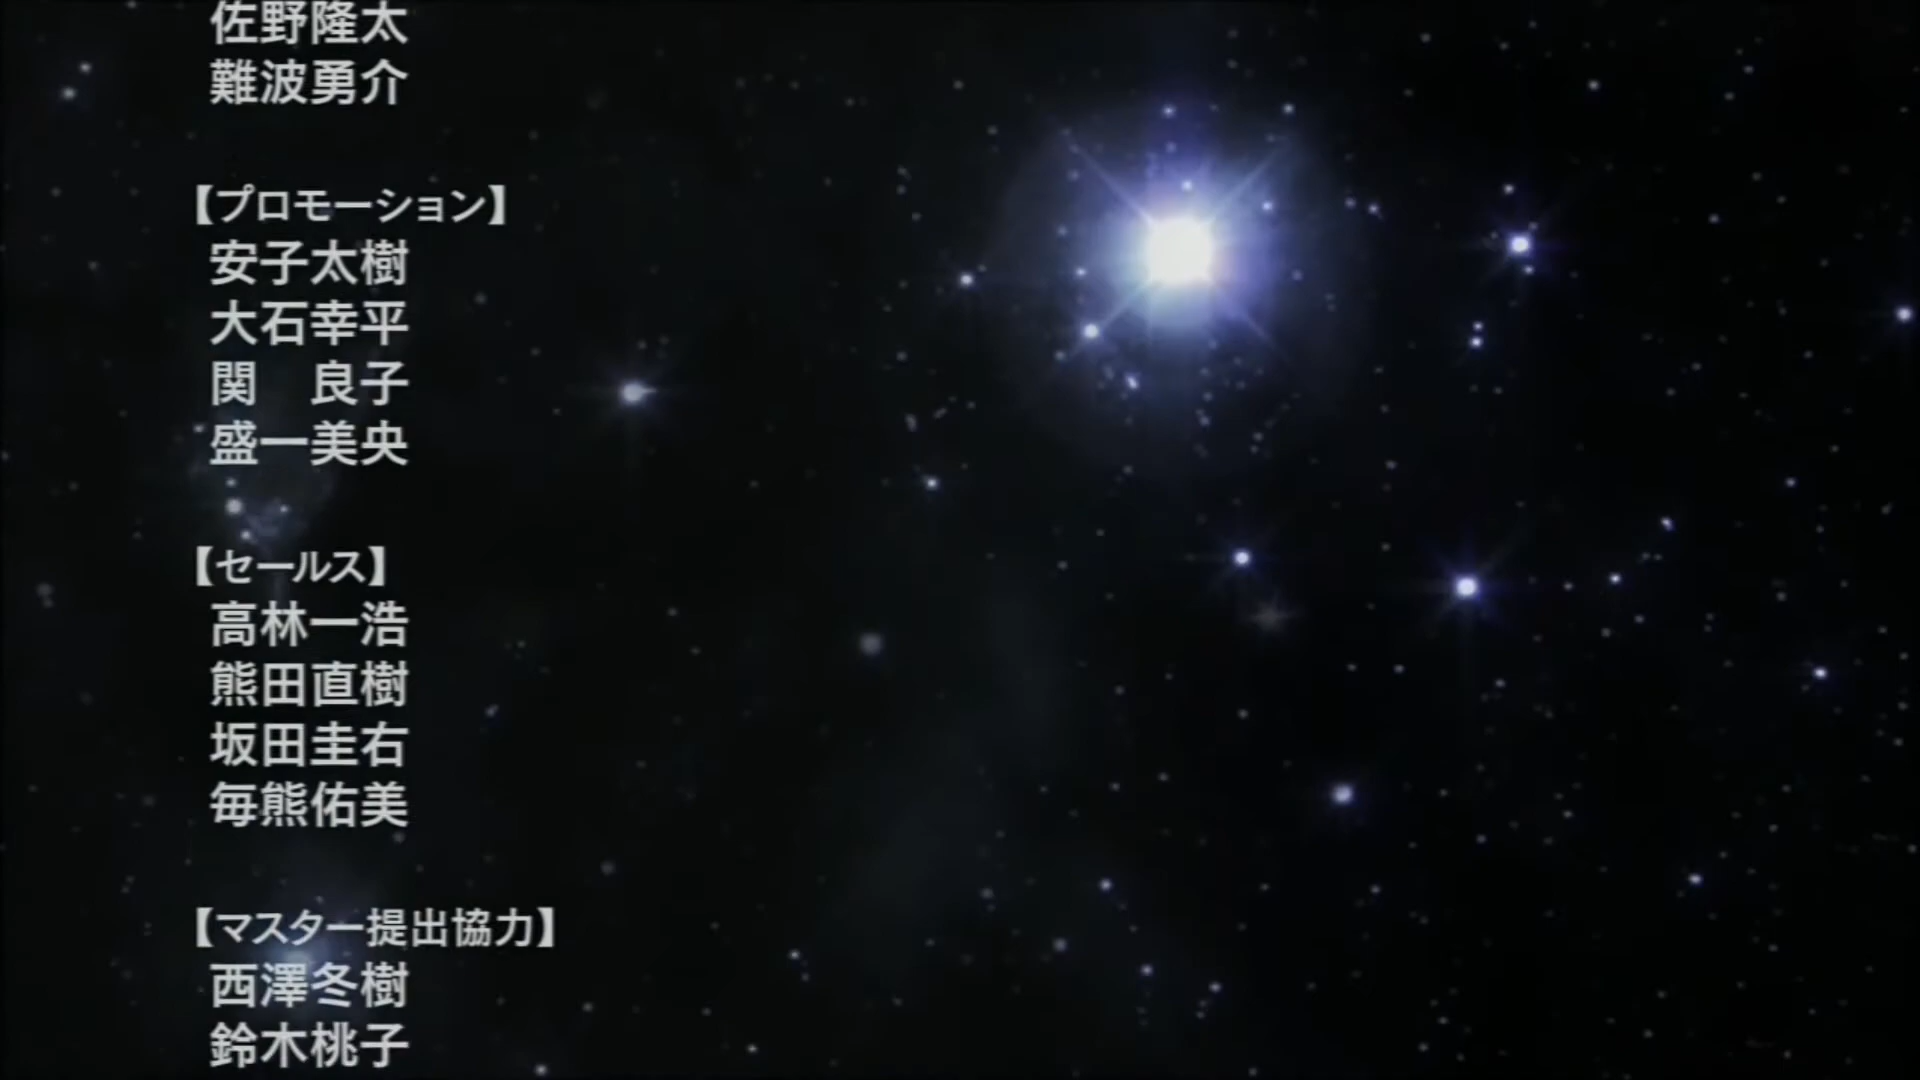 佐野隆太
難波勇介
【プロモーション】
安子太樹
大石幸平
関　良子
盛一美央
【セールス】
高林一浩
熊田直樹
坂田圭右
毎熊佑美
【マスター提出協力】
西澤冬樹
鈴木桃子